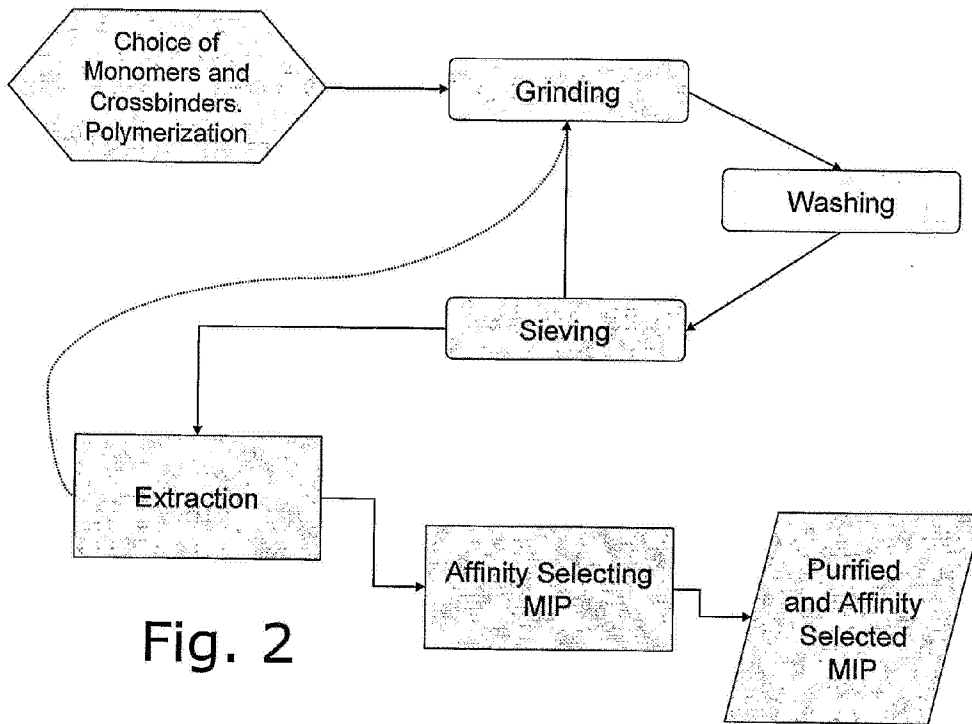 Choice of
Monomers and
Crossbinders.
Polymerization
Grinding
Washing
Sieving
Extraction
Affinity Selecting
MIP
Purified
and Affinity
Selected
MIP
Fig. 2